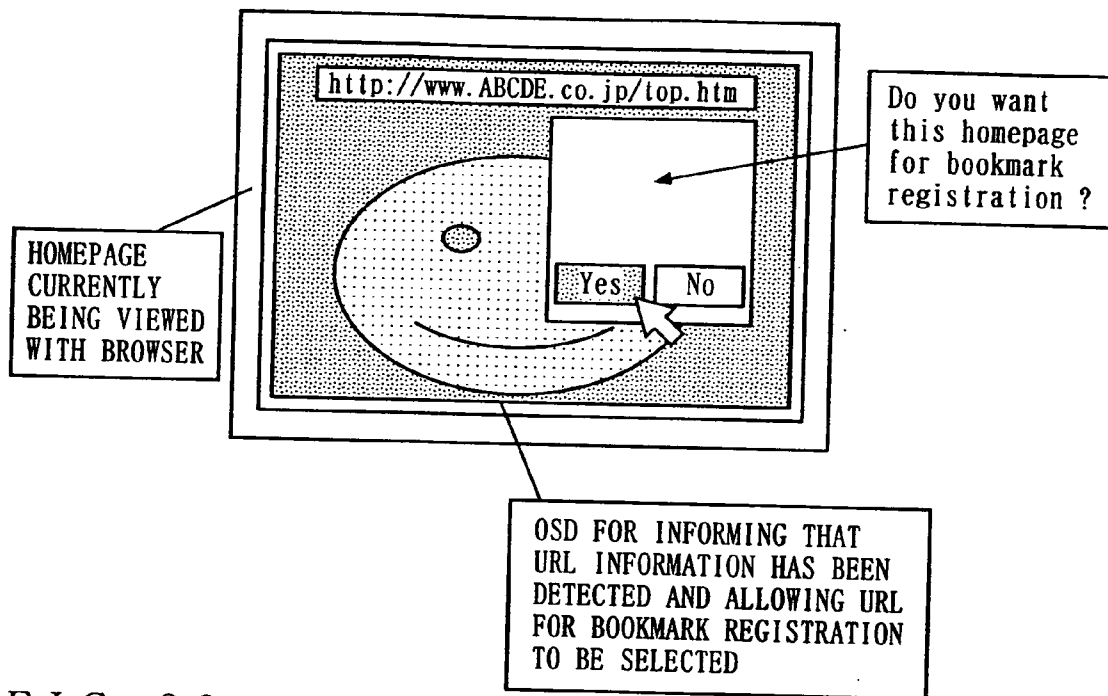 http://www.ABCDE.co.jp/top.htm
Do you want
this homepage
for bookmark
registration ?
HOMEPAGE
CURRENTLY
BEING VIEWED
WITH BROWSER
Yes
No
OSD FOR INFORMING THAT
URL INFORMATION HAS BEEN
DETECTED AND ALLOWING URL
FOR BOOKMARK REGISTRATION
TO BE SELECTED